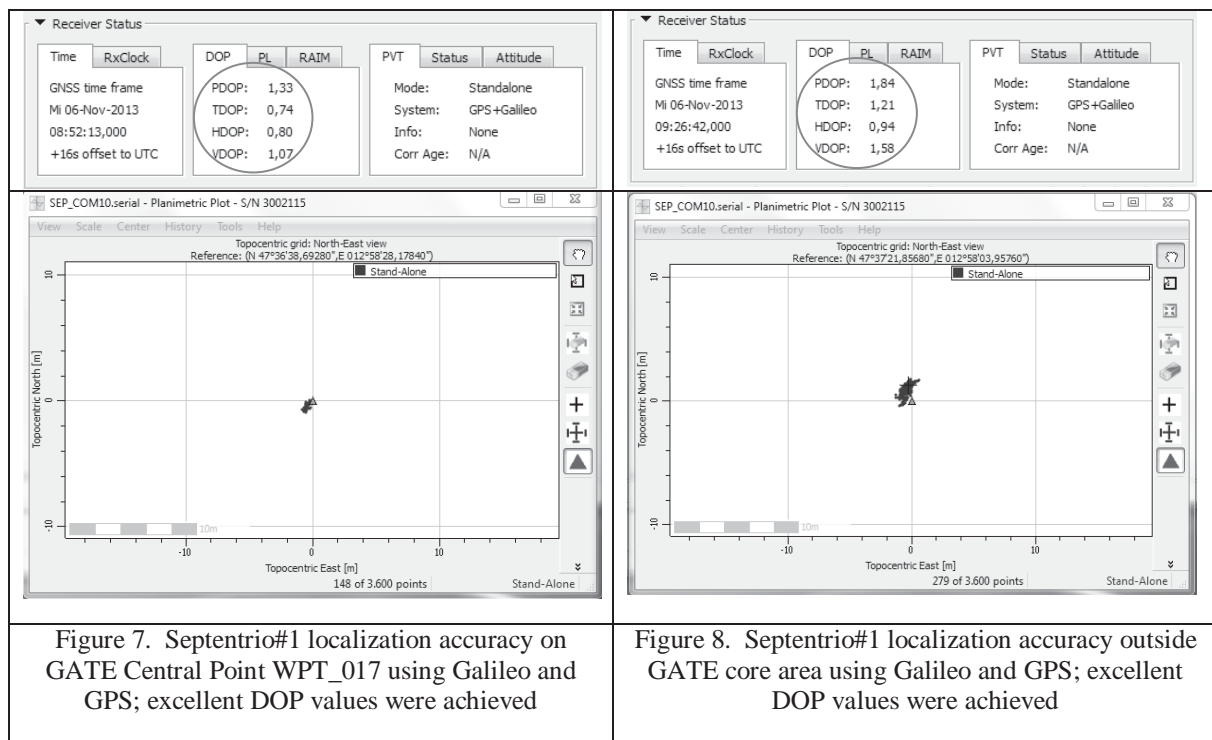 Receiver Status
Time RxClock
GNSS time frame
Mi 06-Nov-2013
08:52:13,000
+16s offset to UTC
DOP PL RAIM
PDOP: 1,33
TDOP: 0,74
HDOP: 0,80
VDOP: 1,07
PVT Status Attitude
Mode: Standalone
System: GPS+Galileo
Info: None
Corr Age: N/A
Receiver Status
Time RxClock
GNSS time frame
Mi 06-Nov-2013
09:26:42,000
+16s offset to UTC
DOP PL RAIM
PDOP: 1,84
TDOP: 1,21
HDOP: 0,94
VDOP: 1,58
PVT Status Attitude
Mode: Standalone
System: GPS+Galileo
Info: None
Corr Age: N/A
SEP_COM10.serial - Planimetric Plot - S/N 3002115
View Scale Center History Tools Help
Topocentric grid: North-East view
Reference: (N 47°36'38,69280",E 012°58'28,17840")
Stand-Alone
10
0
-10
Topocentric North [m]
10m
-10 0 10
Topocentric East [m]
148 of 3.600 points Stand-Alone
SEP_COM10.serial - Planimetric Plot - S/N 3002115
View Scale Center History Tools Help
Topocentric grid: North-East view
Reference: (N 47°37'21,85680",E 012°58'03,95760")
Stand-Alone
10
0
-10
Topocentric North [m]
10m
-10 0 10
Topocentric East [m]
279 of 3.600 points Stand-Alone
Figure 7. Septentrio#1 localization accuracy on
GATE Central Point WPT_017 using Galileo and
GPS; excellent DOP values were achieved
Figure 8. Septentrio#1 localization accuracy outside
GATE core area using Galileo and GPS; excellent
DOP values were achieved